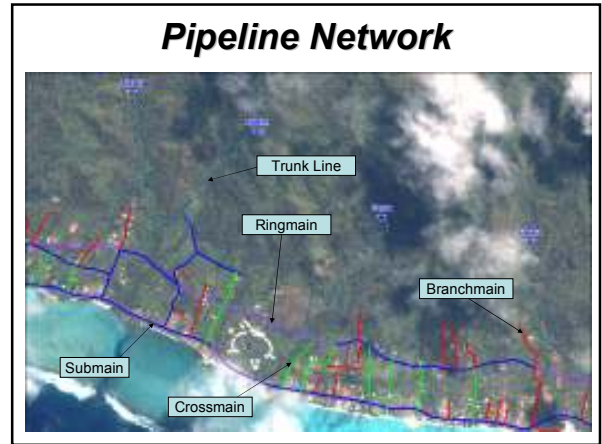 Pipeline Network
Trunk Line
Ringmain
Branchmain
Submain
Crossmain